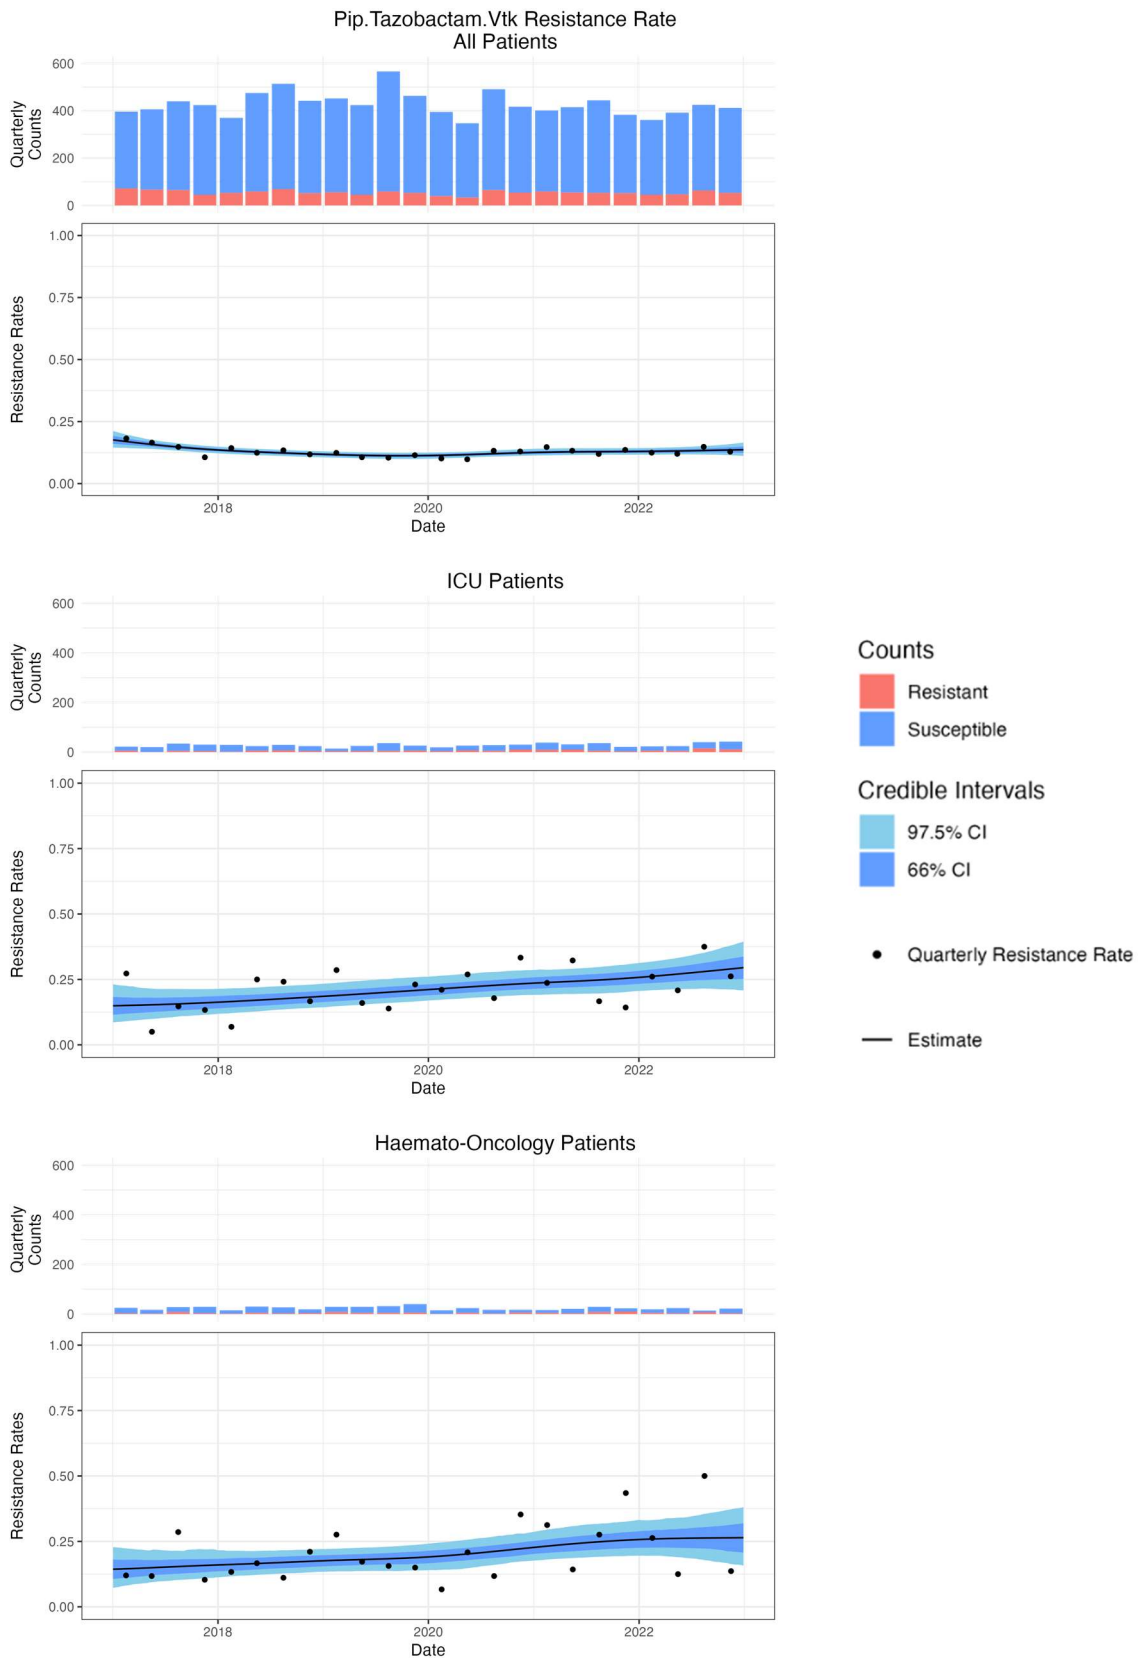 Pip.Tazobactam.Vtk Resistance Rate
All Patients
Quarterly
Counts
600
400
200
0
Resistance Rates
1.00
0.75
0.50
0.25
0.00
2018
2020
2022
Date
ICU Patients
Quarterly
Counts
600
400
200
0
Resistance Rates
1.00
0.75
0.50
0.25
0.00
2018
2020
2022
Date
Counts
Resistant
Susceptible
Credible Intervals
97.5% CI
66% CI
Quarterly Resistance Rate
Estimate
Haemato-Oncology Patients
Quarterly
Counts
600
400
200
0
Resistance Rates
1.00
0.75
0.50
0.25
0.00
2018
2020
2022
Date